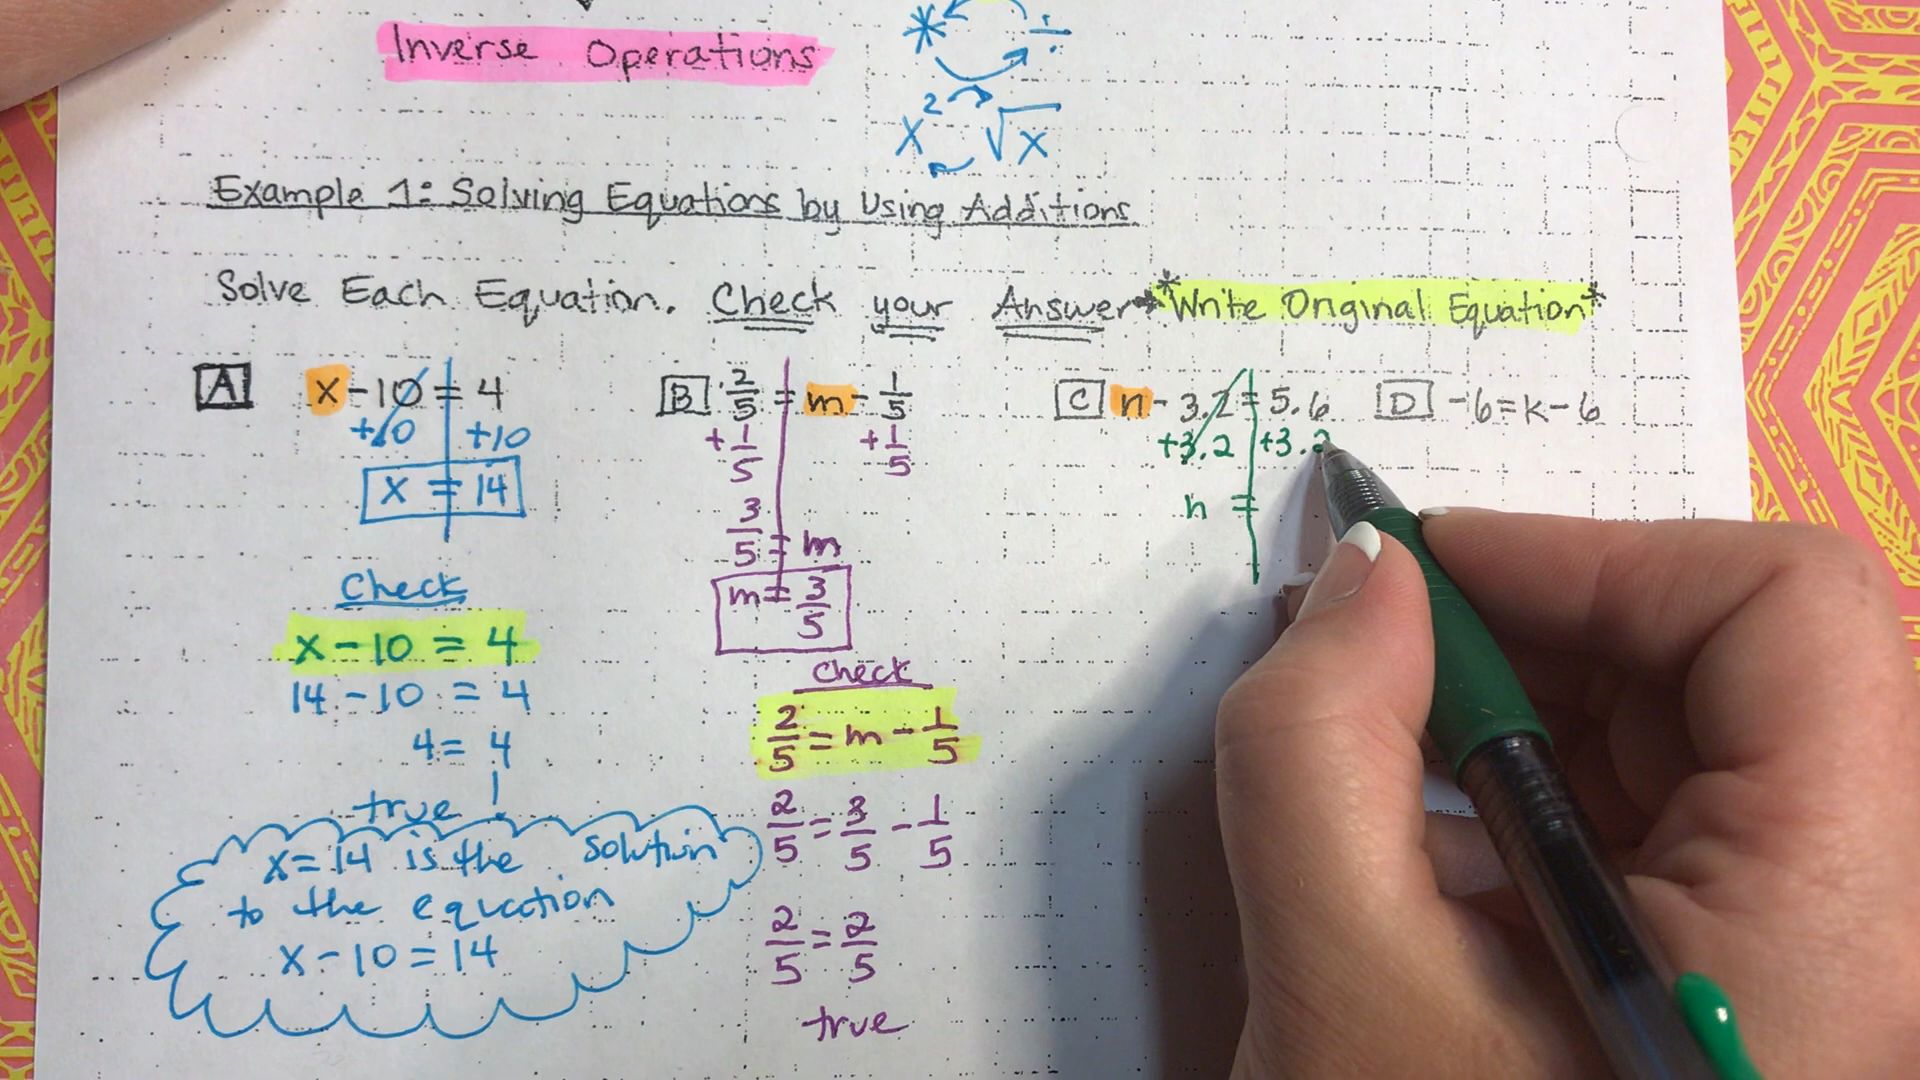 Inverse Operations
* ÷
x² √x
Example 1: Solving Equations by Using Additions
Solve Each Equation. Check your Answer *Write Original Equation*
A x - 10 = 4
+10 +10
x = 14
Check
x - 10 = 4
14 - 10 = 4
4 = 4
true
x = 14 is the solution
to the equation
x - 10 = 14
B 2/5 = m - 1/5
+ 1/5 + 1/5
3/5 = m
m = 3/5
Check
2/5 = m - 1/5
2/5 = 3/5 - 1/5
2/5 = 2/5
true
C n - 3.2 = 5.6
+3.2 +3.2
n =
D -6 = k - 6